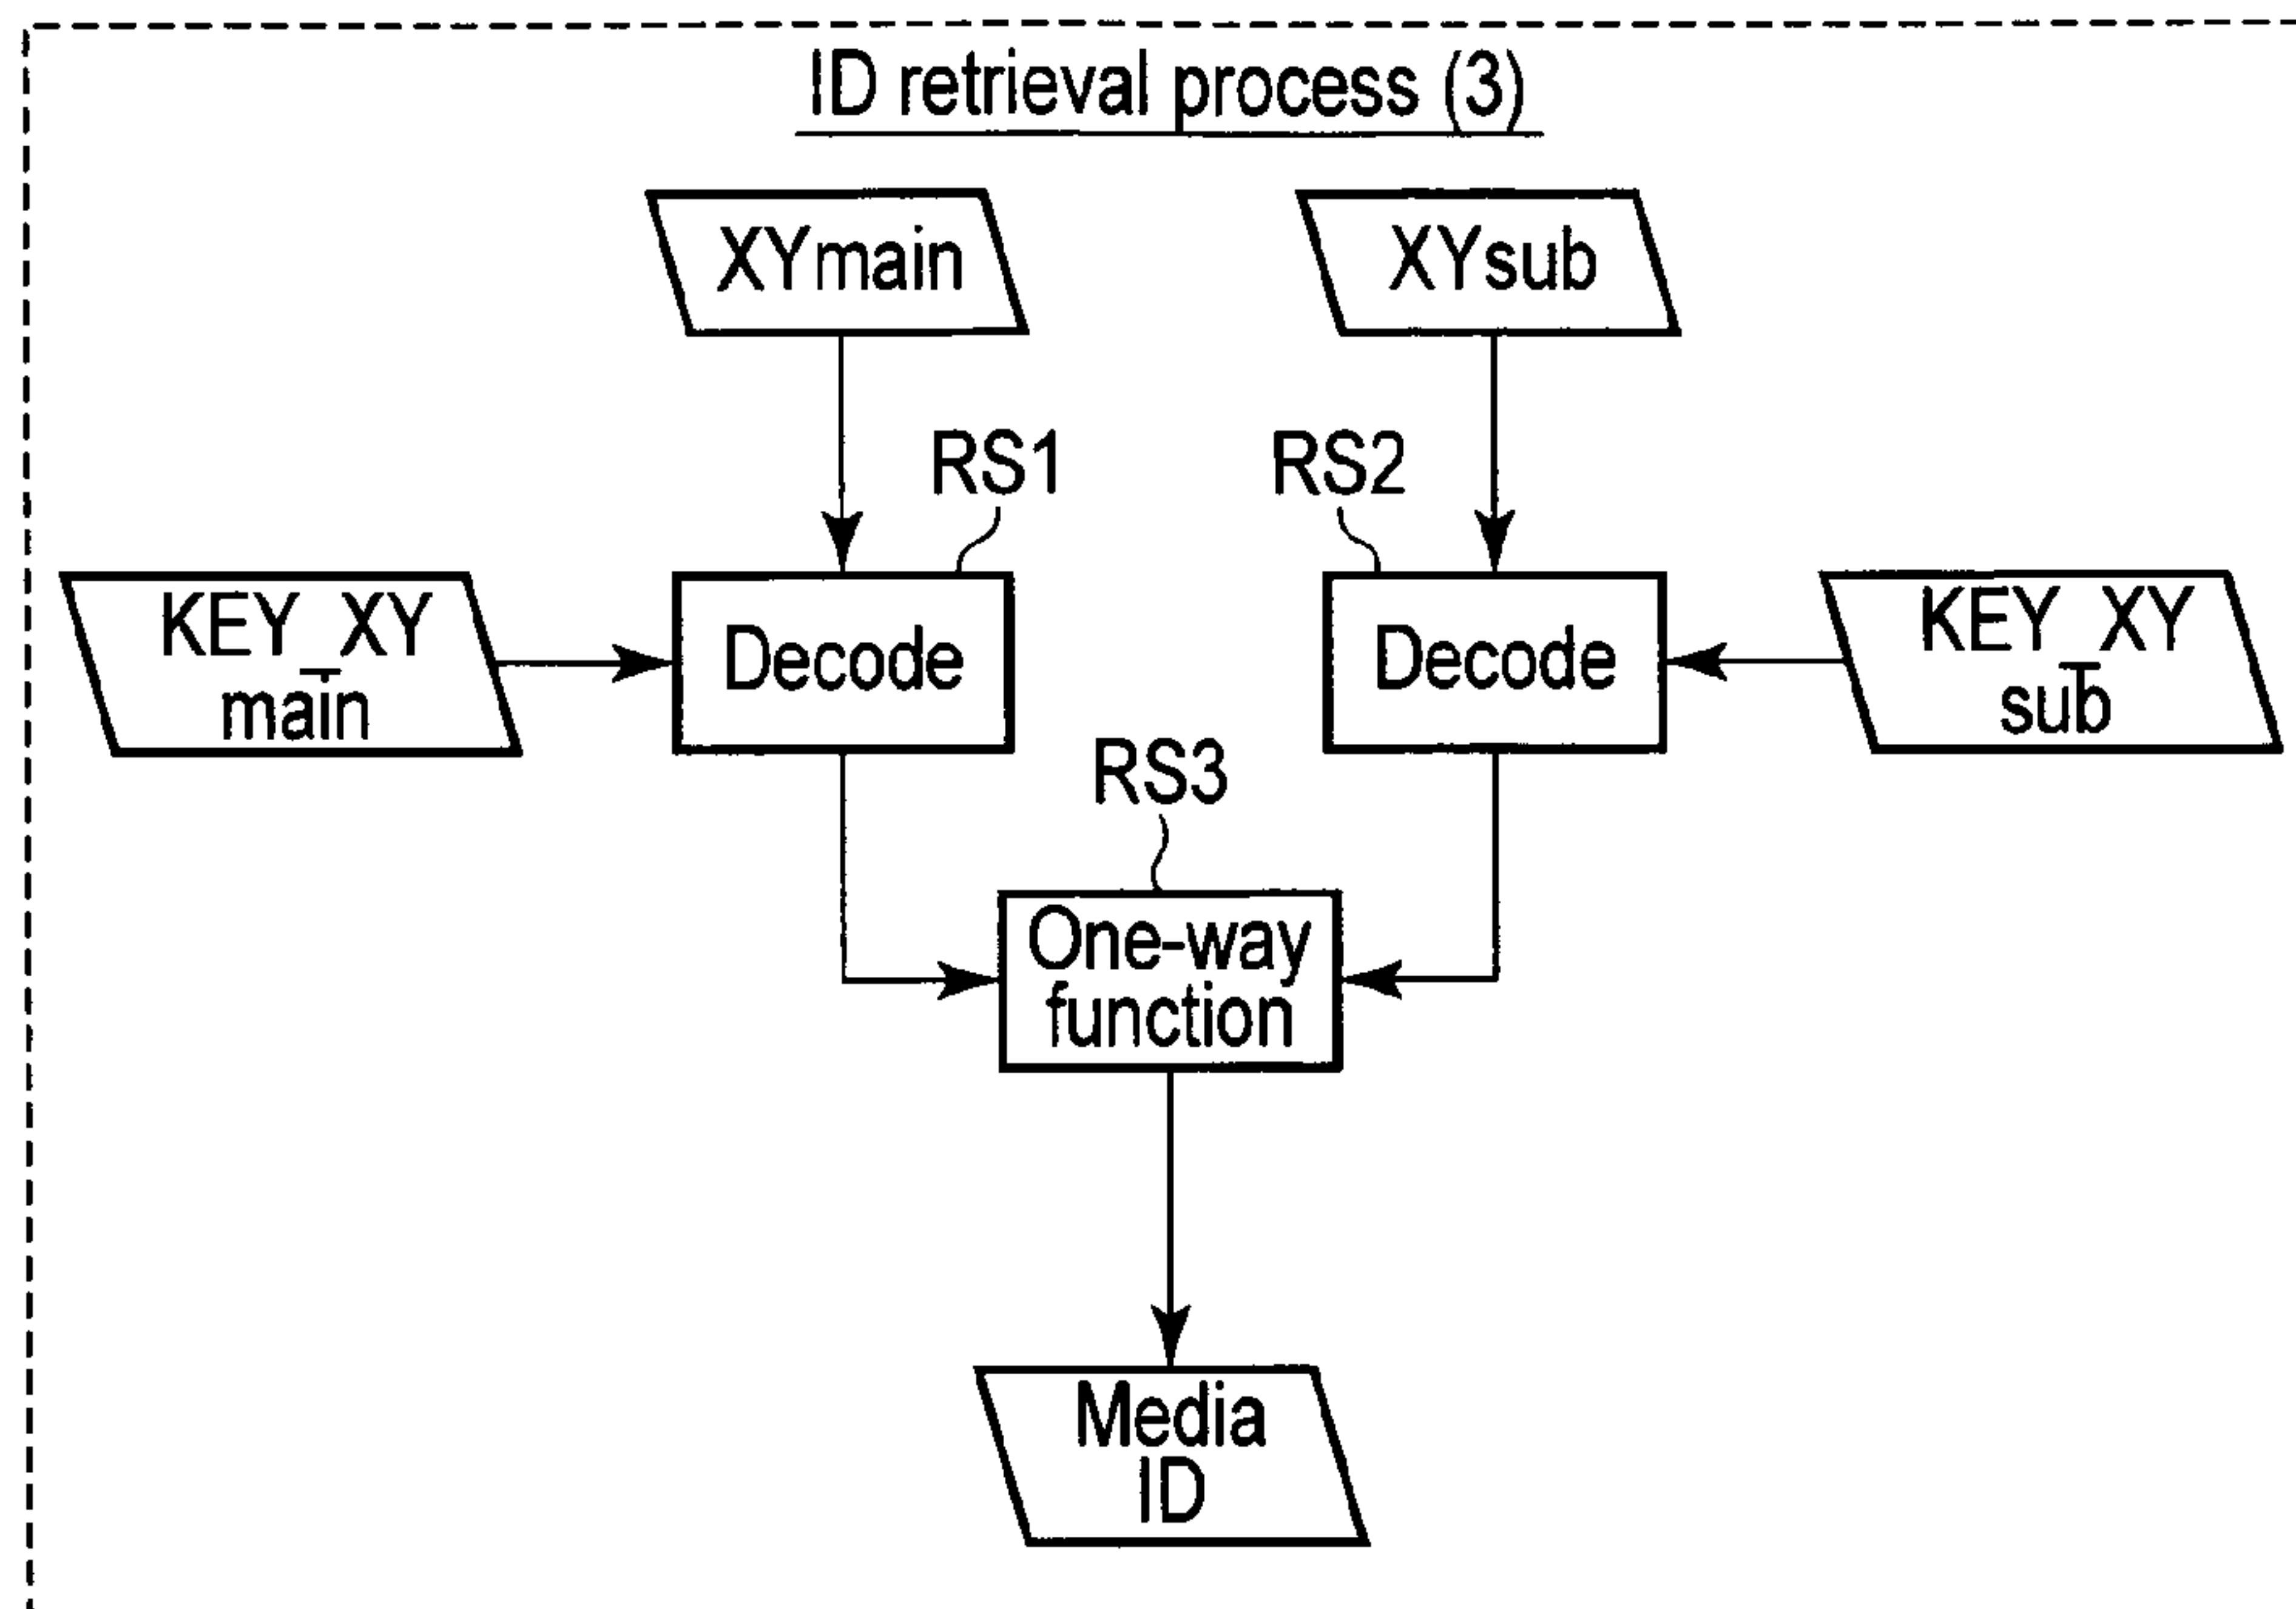 ID retrieval process (3)
XYmain
XYsub
RS1
RS2
KEY_XY
main
Decode
Decode
KEY_XY
sub
RS3
One-way
function
Media
ID